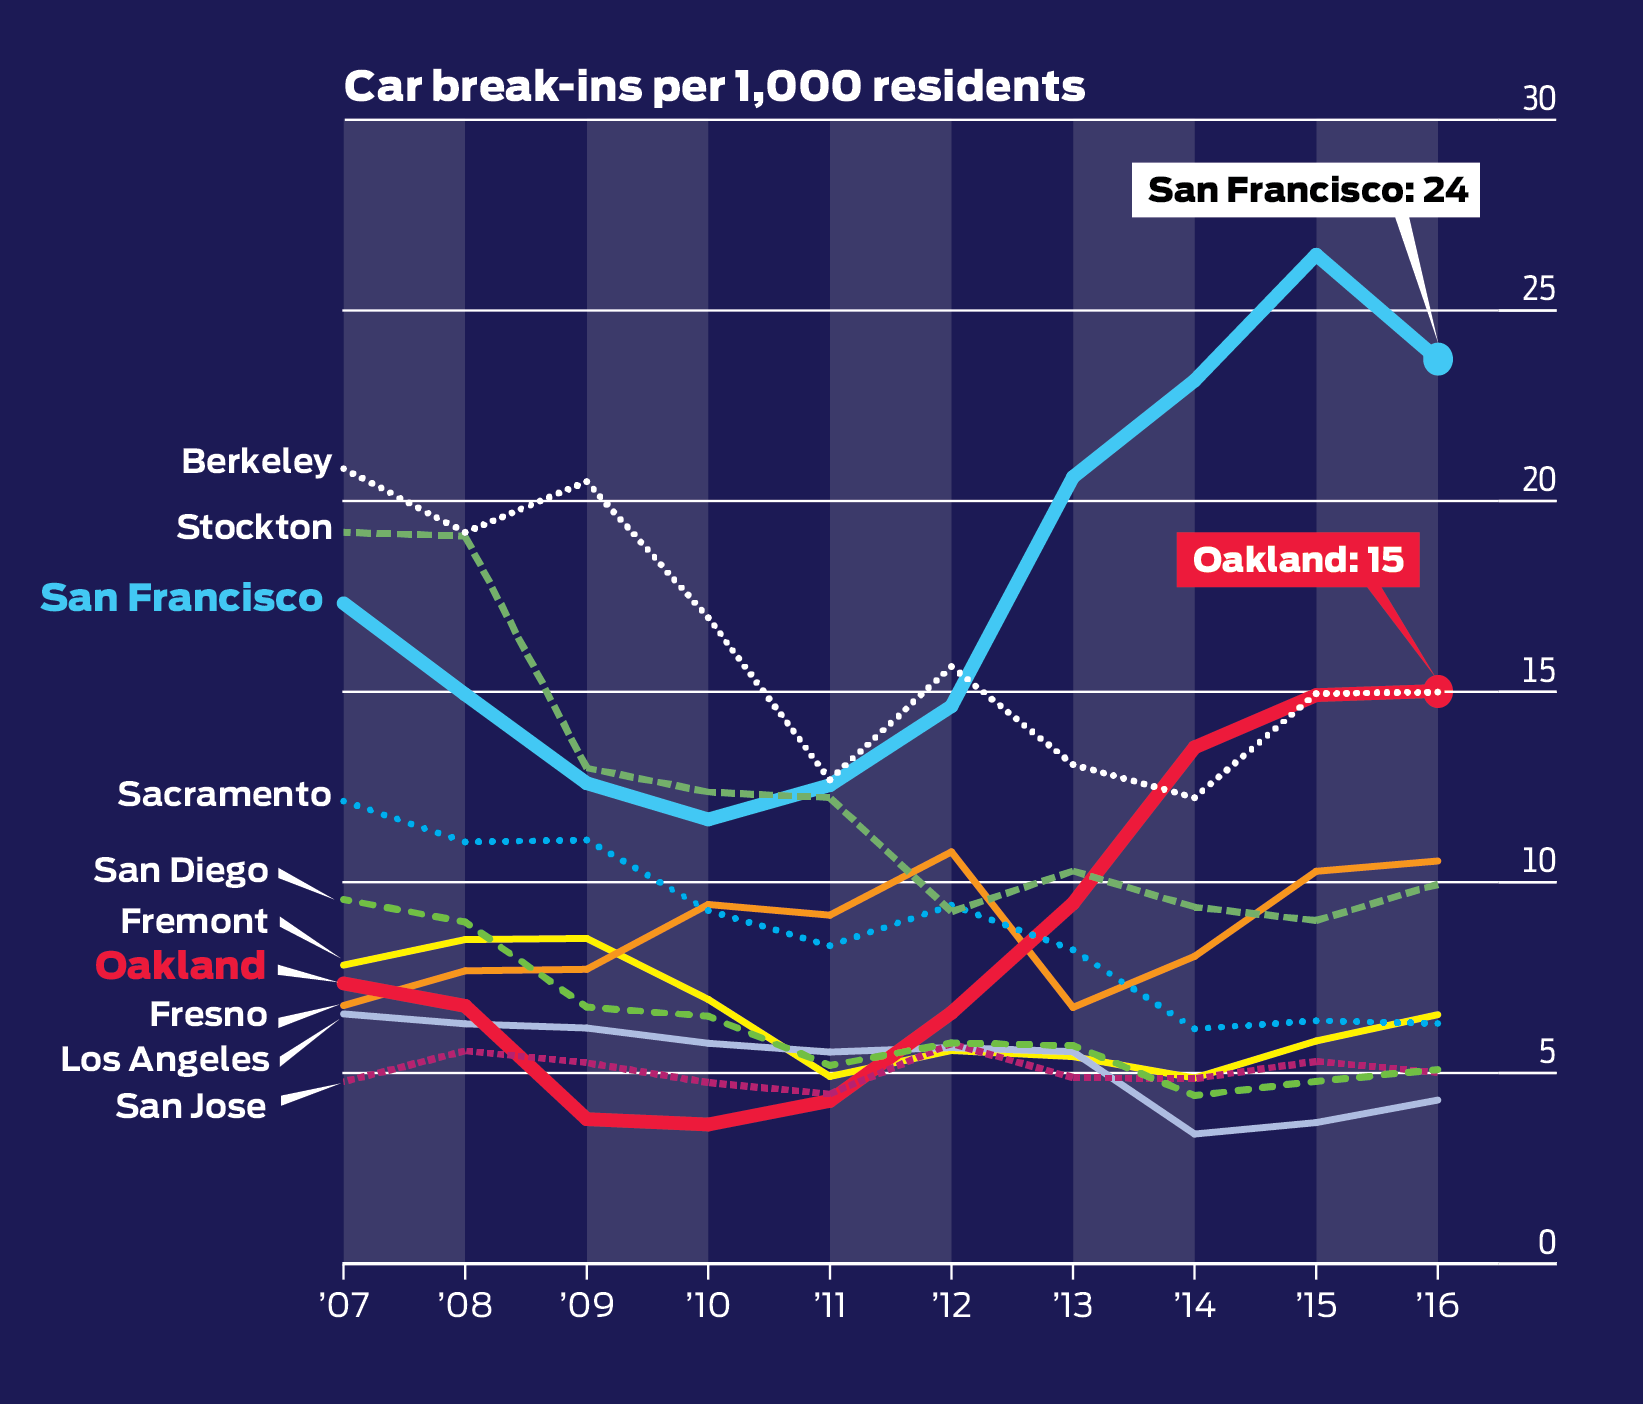 Car break-ins per 1,000 residents
30
San Francisco: 24
25
Berkeley
20
Stockton
Oakland: 15
San Francisco
15
Sacramento
San Diego
10
Fremont
Oakland
Fresno
Los Angeles
5
San Jose
0
’07 ’08 ’09 ’10 ’11 ’12 ’13 ’14 ’15 ’16